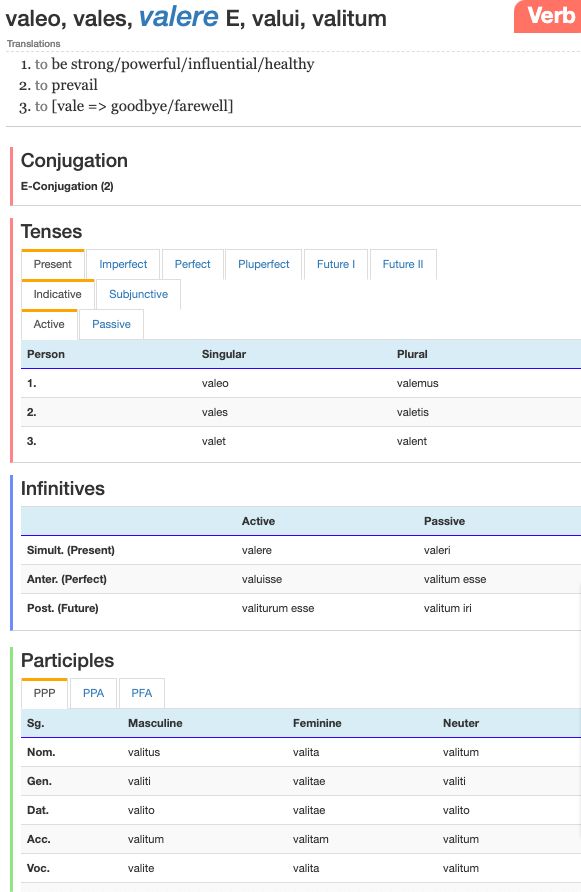 valeo, vales, valere E, valui, valitum Verb
Translations
1. to be strong/powerful/influential/healthy
2. to prevail
3. to [vale => goodbye/farewell]
Conjugation
E-Conjugation (2)
Tenses
Present Imperfect Perfect Pluperfect Future I Future II
Indicative Subjunctive
Active Passive
Person Singular Plural
1. valeo valemus
2. vales valetis
3. valet valent
Infinitives
Active Passive
Simult. (Present) valere valeri
Anter. (Perfect) valuisse valitum esse
Post. (Future) valiturum esse valitum iri
Participles
PPP PPA PFA
Sg. Masculine Feminine Neuter
Nom. valitus valita valitum
Gen. valiti valitae valiti
Dat. valito valitae valito
Acc. valitum valitam valitum
Voc. valite valita valitum